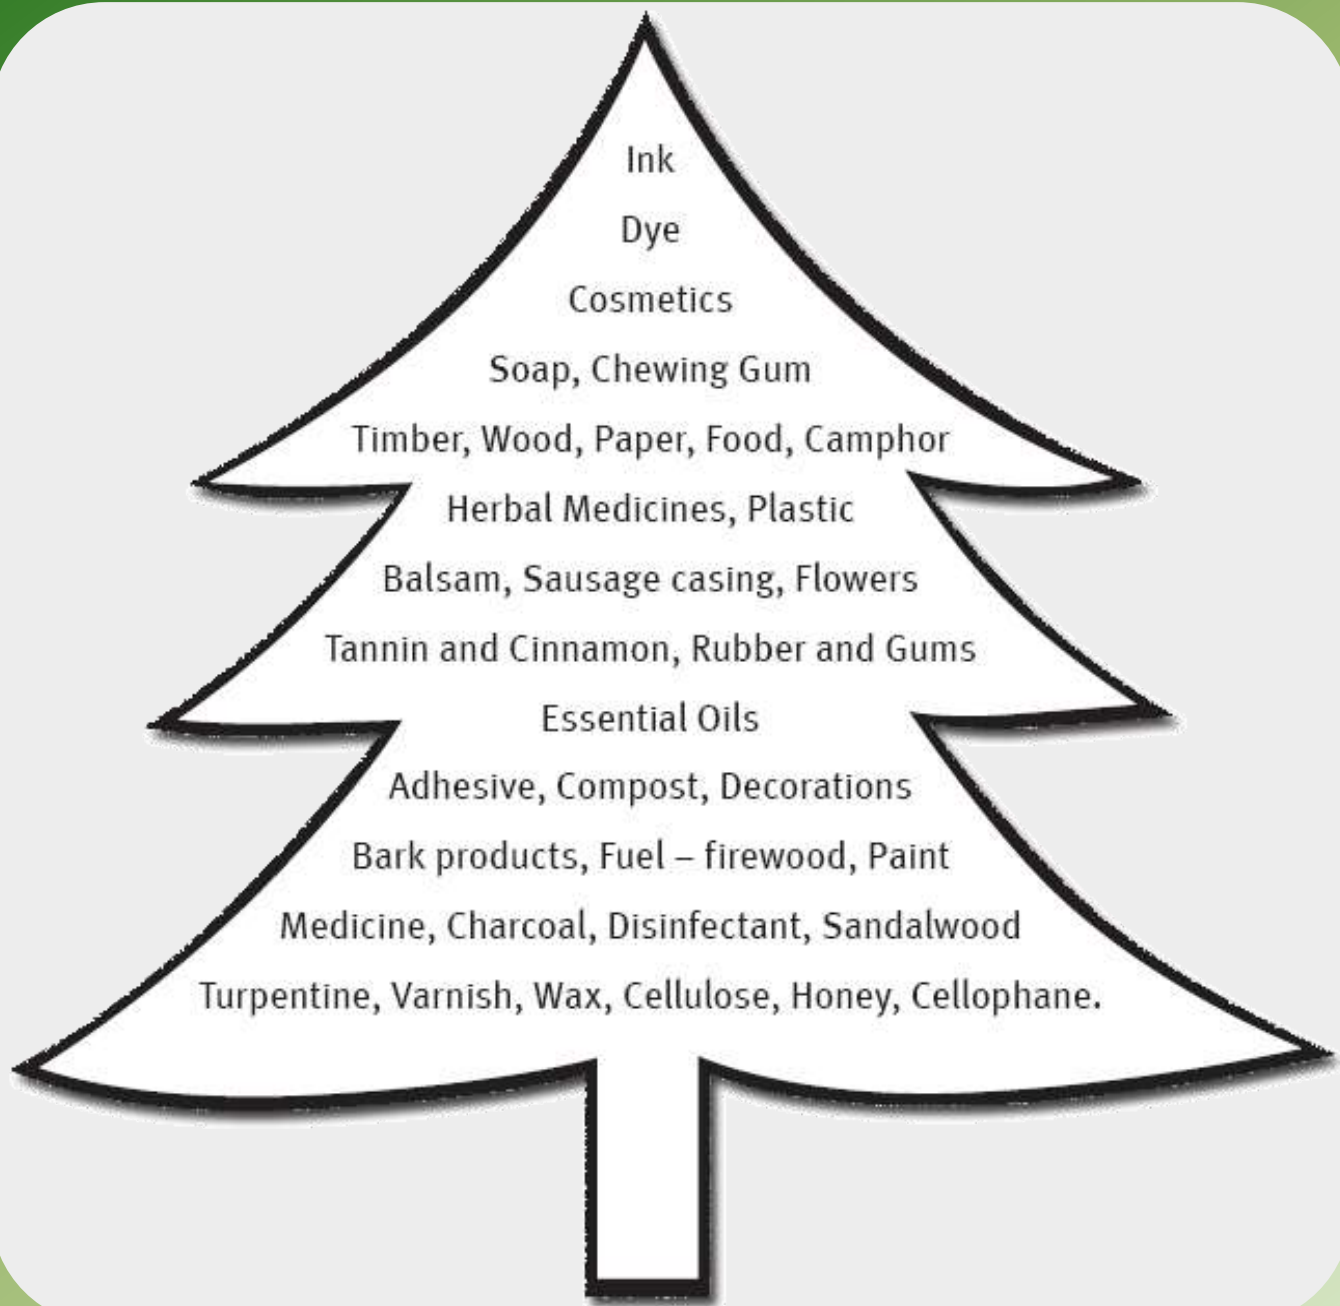 Ink
Dye
Cosmetics
Soap, Chewing Gum
Timber, Wood, Paper, Food, Camphor
Herbal Medicines, Plastic
Balsam, Sausage casing, Flowers
Tannin and Cinnamon, Rubber and Gums
Essential Oils
Adhesive, Compost, Decorations
Bark products, Fuel – firewood, Paint
Medicine, Charcoal, Disinfectant, Sandalwood
Turpentine, Varnish, Wax, Cellulose, Honey, Cellophane.